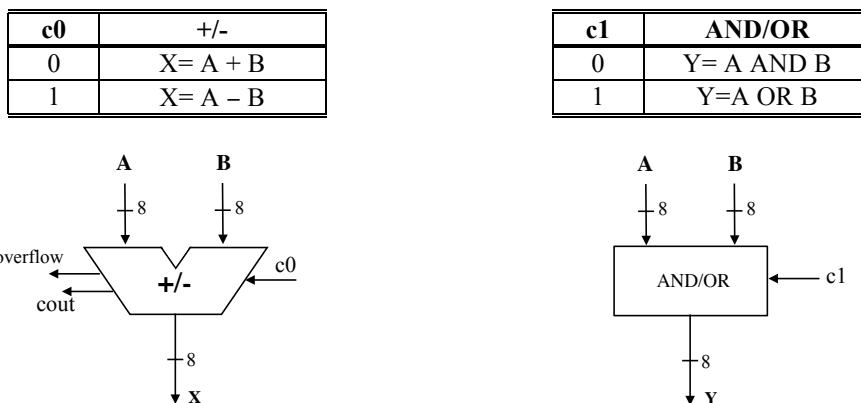 c0 +/-
0 X= A + B
1 X= A – B
c1 AND/OR
0 Y= A AND B
1 Y=A OR B
A B
8 8
overflow
+/-
c0
cout
8
X
A B
8 8
AND/OR
c1
8
Y